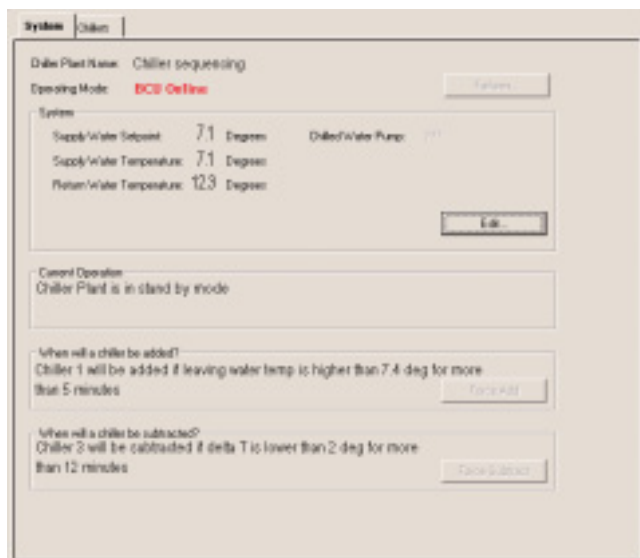 System Chillers
Chiller Plant Name: Chiller sequencing
Operating Mode: BCU Online
System
Supply Water Setpoint: 7.1 Degrees Chilled Water Pump:
Supply Water Temperature: 7.1 Degrees
Return Water Temperature: 12.9 Degrees
Edit...
Current Operation
Chiller Plant is in stand by mode
When will a chiller be added?
Chiller 1 will be added if leaving water temp is higher than 7.4 deg for more
than 5 minutes Force Add
When will a chiller be subtracted?
Chiller 3 will be subtracted if delta T is lower than 2 deg for more
than 12 minutes Force Subtract